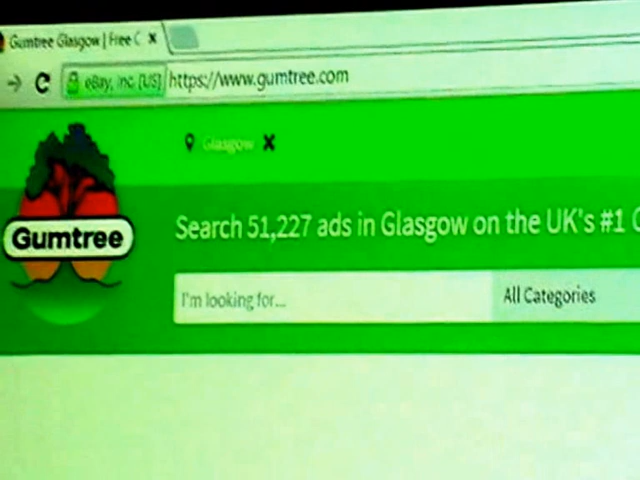 Gumtree Glasgow | Free C
eBay, Inc. [US] https://www.gumtree.com
Glasgow
Gumtree
Search 51,227 ads in Glasgow on the UK's #1 C
I'm looking for...
All Categories